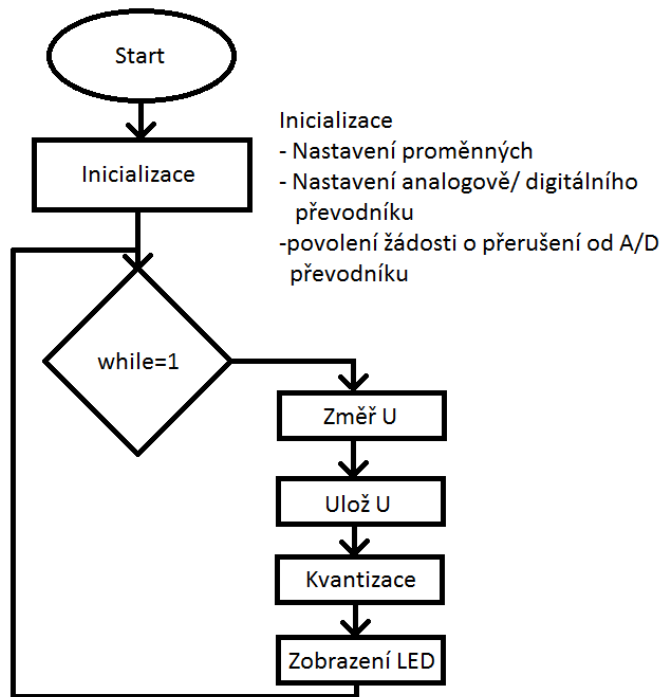 Start
Inicializace
Inicializace
- Nastavení proměnných
- Nastavení analogově/ digitálního
převodníku
-povolení žádosti o přerušení od A/D
převodníku
while=1
Změř U
Ulož U
Kvantizace
Zobrazení LED